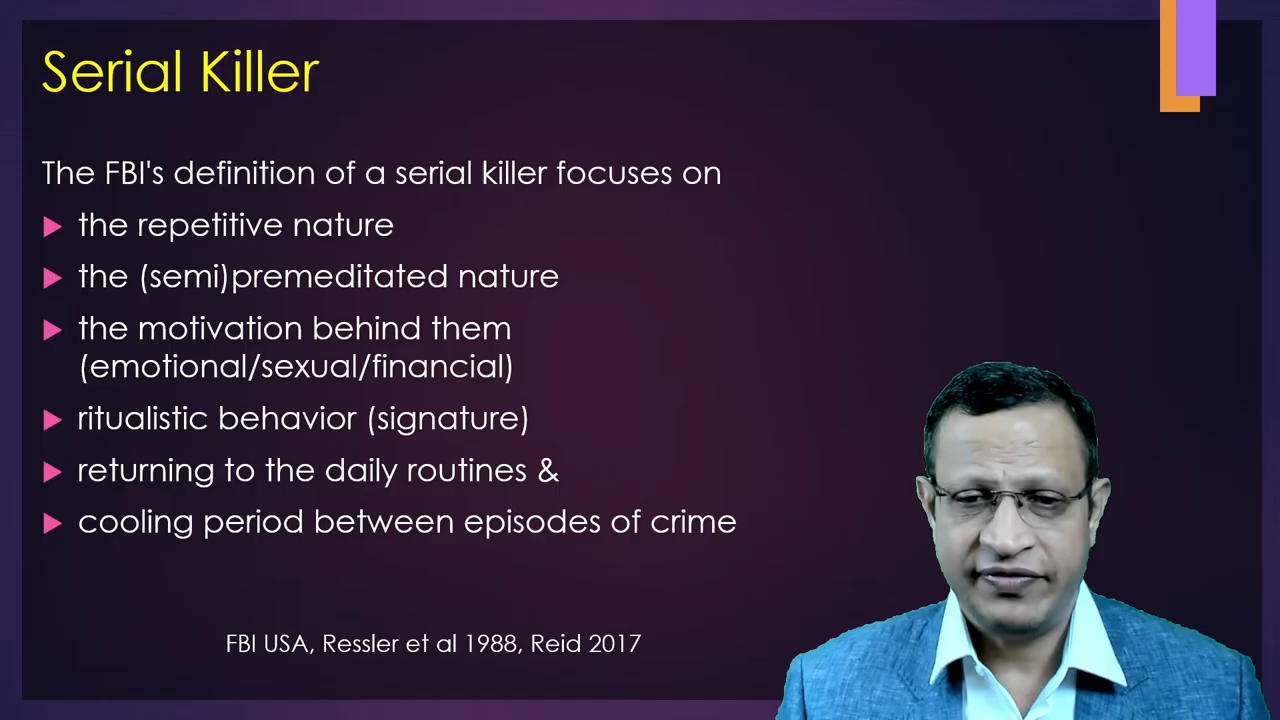 Serial Killer
The FBI's definition of a serial killer focuses on
the repetitive nature
the (semi)premeditated nature
the motivation behind them
(emotional/sexual/financial)
ritualistic behavior (signature)
returning to the daily routines &
cooling period between episodes of crime
FBI USA, Ressler et al 1988, Reid 2017